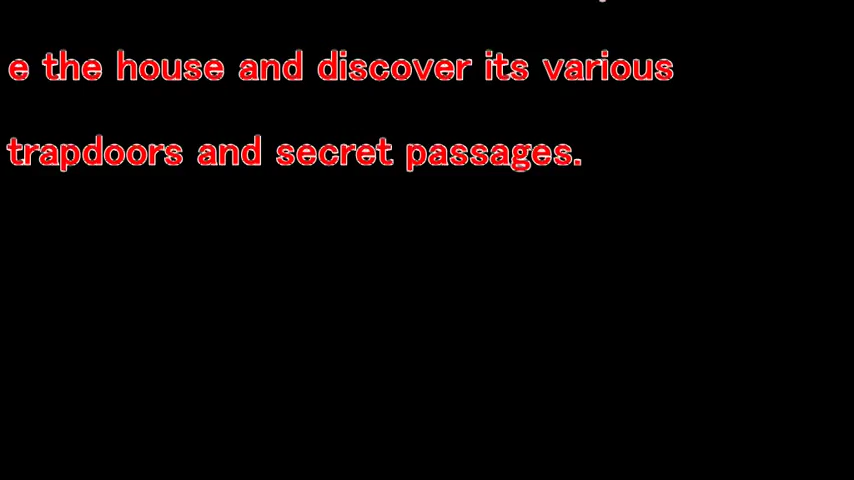 e the house and discover its various
trapdoors and secret passages.